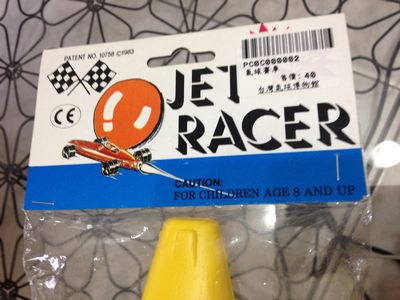 PATENT NO. 10758 ©1983
PC0C000002
氣球賽車
售價: 40
台灣氣球博物館
CE
JET
RACER
CAUTION:
FOR CHILDREN AGE 8 AND UP